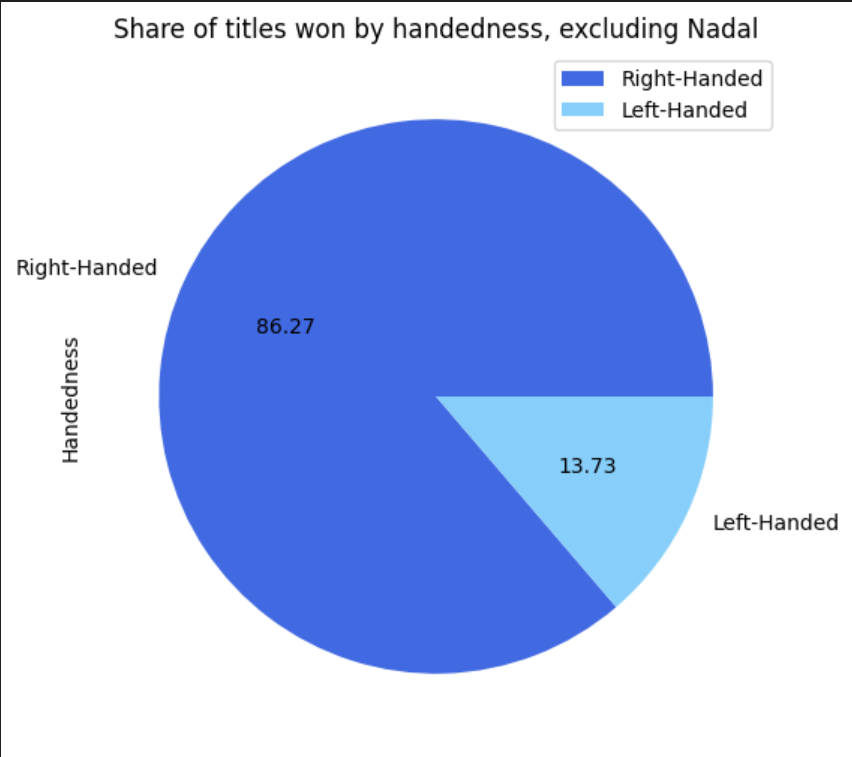 Share of titles won by handedness, excluding Nadal
Right-Handed
Left-Handed
Right-Handed
86.27
Handedness
13.73
Left-Handed